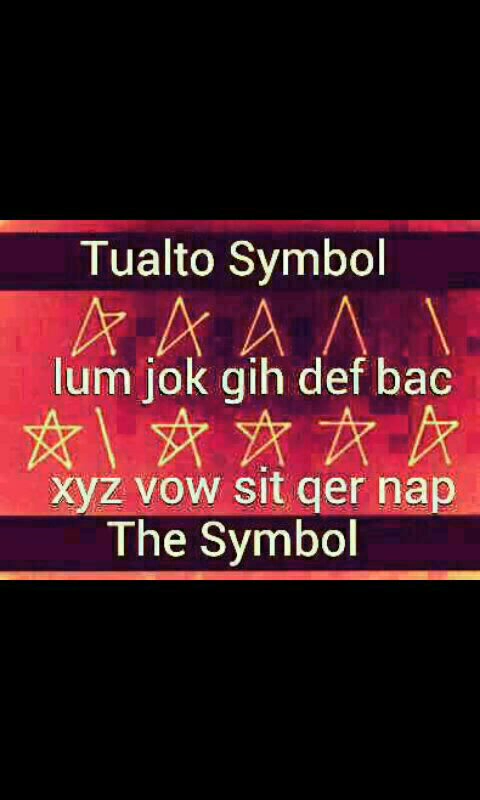 Tualto Symbol
lum jok gih def bac
xyz vow sit qer nap
The Symbol